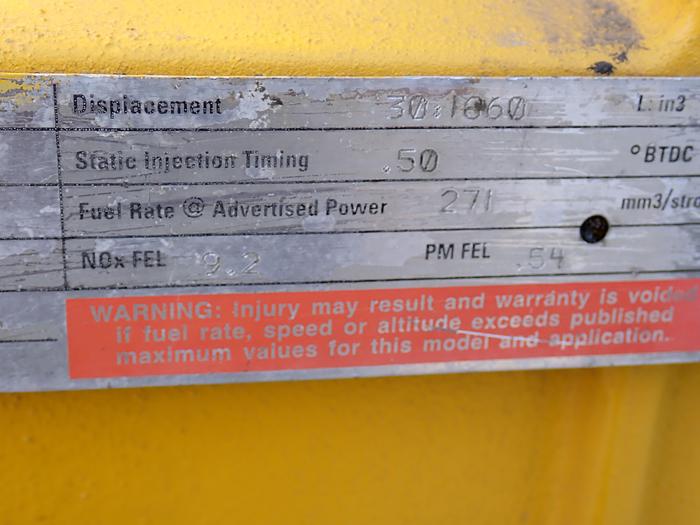 Displacement 30:1860 L: in3
Static Injection Timing .50 °BTDC
Fuel Rate @ Advertised Power 271 mm3/stro
NOx FEL 9.2 PM FEL .54
WARNING: Injury may result and warranty is voided
if fuel rate, speed or altitude exceeds published
maximum values for this model and application.